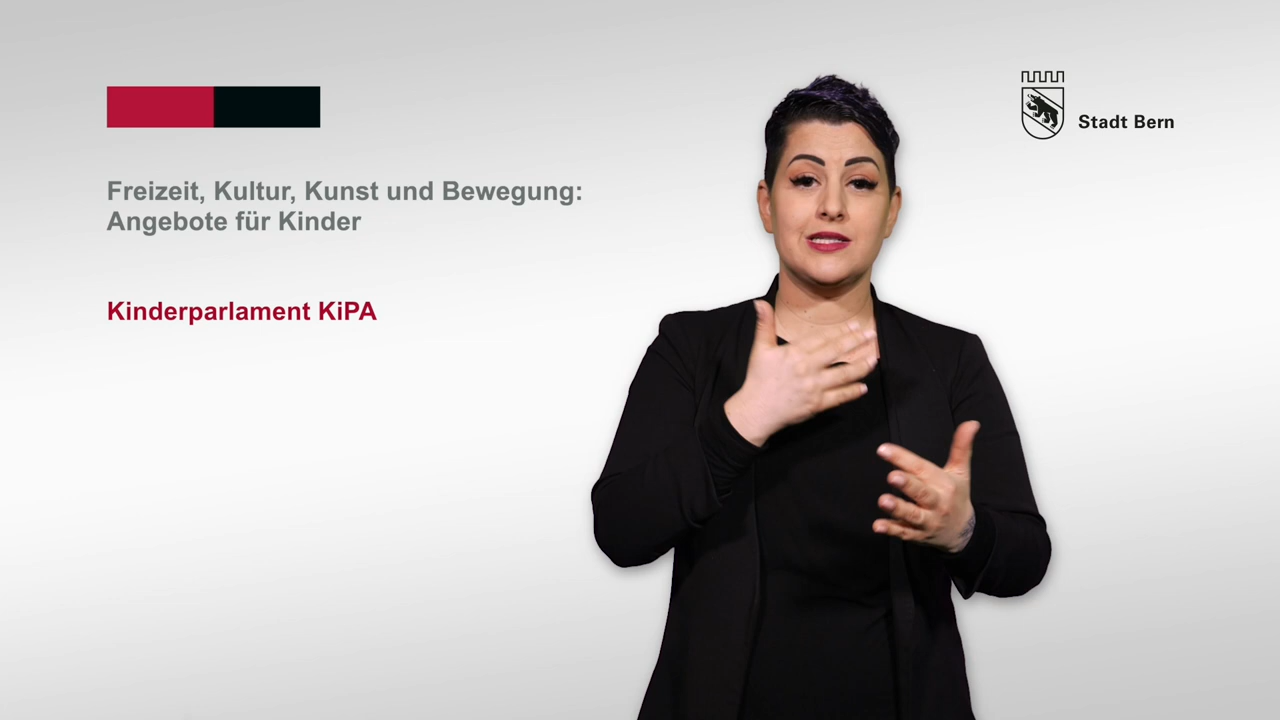 Stadt Bern
Freizeit, Kultur, Kunst und Bewegung:
Angebote für Kinder
Kinderparlament KiPA